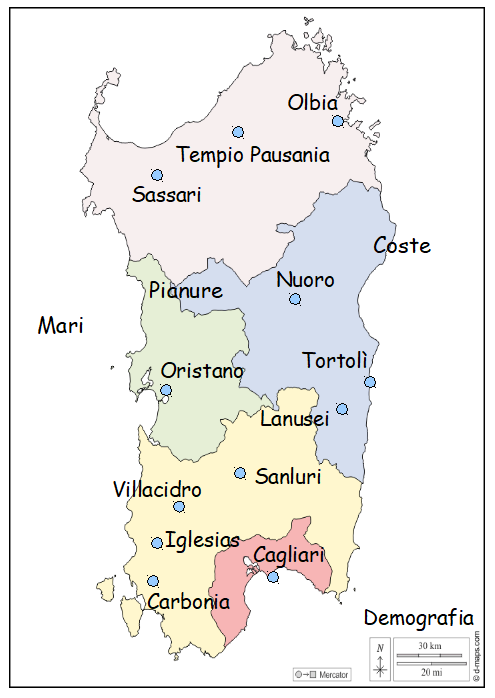 Olbia
Tempio Pausania
Sassari
Coste
Nuoro
Pianure
Mari
Tortolì
Oristano
Lanusei
Sanluri
Villacidro
Iglesias
Cagliari
Carbonia
Demografia
N
30 km
20 mi
Mercator
© d-maps.com